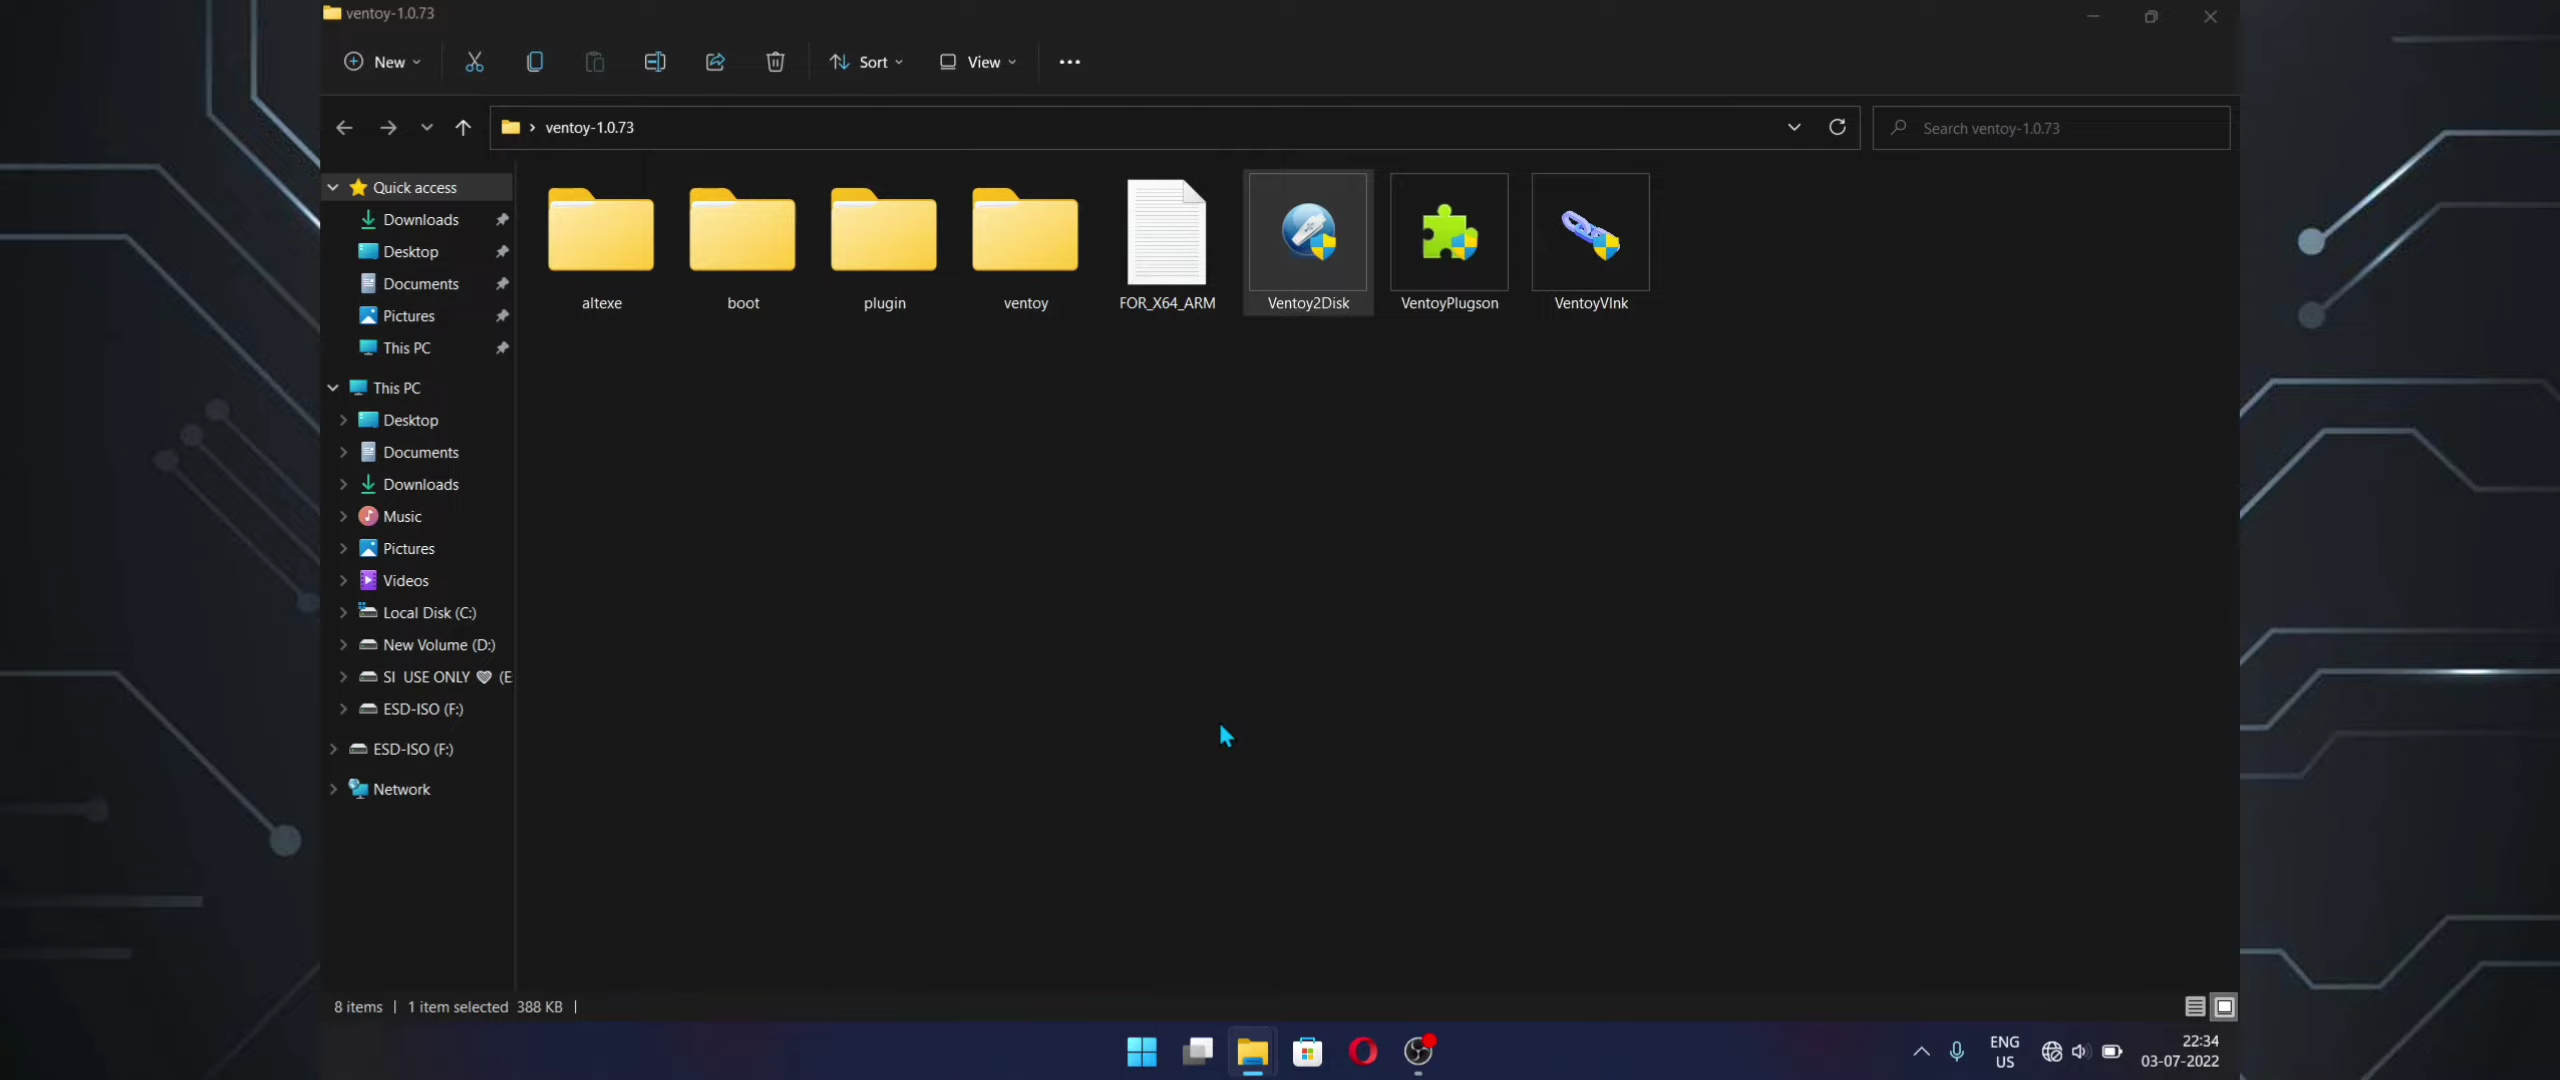 ventoy-1.0.73
New
Sort
View
ventoy-1.0.73
Search ventoy-1.0.73
Quick access
Downloads
Desktop
Documents
Pictures
This PC
This PC
Desktop
Documents
Downloads
Music
Pictures
Videos
Local Disk (C:)
New Volume (D:)
SI USE ONLY 🤍 (E
ESD-ISO (F:)
ESD-ISO (F:)
Network
altexe
boot
plugin
ventoy
FOR_X64_ARM
Ventoy2Disk
VentoyPlugson
VentoyVlnk
8 items | 1 item selected 388 KB |
ENG
US
22:34
03-07-2022